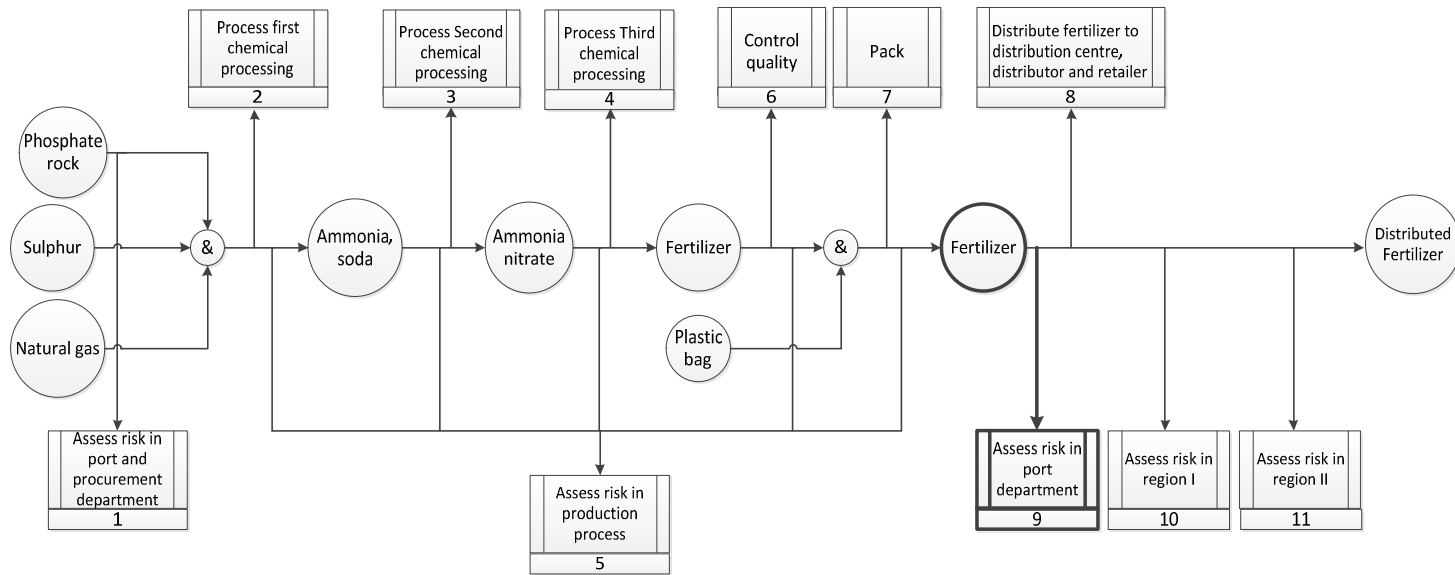 Process first
chemical
processing
2
Process Second
chemical
processing
3
Process Third
chemical
processing
4
Control
quality
6
Pack
7
Distribute fertilizer to
distribution centre,
distributor and retailer
8
Phosphate
rock
Sulphur
Natural gas
&
Ammonia,
soda
Ammonia
nitrate
Fertilizer
&
Plastic
bag
Fertilizer
Distributed
Fertilizer
Assess risk in
port and
procurement
department
1
Assess risk in
production
process
5
Assess risk in
port
department
9
Assess risk in
region I
10
Assess risk in
region II
11